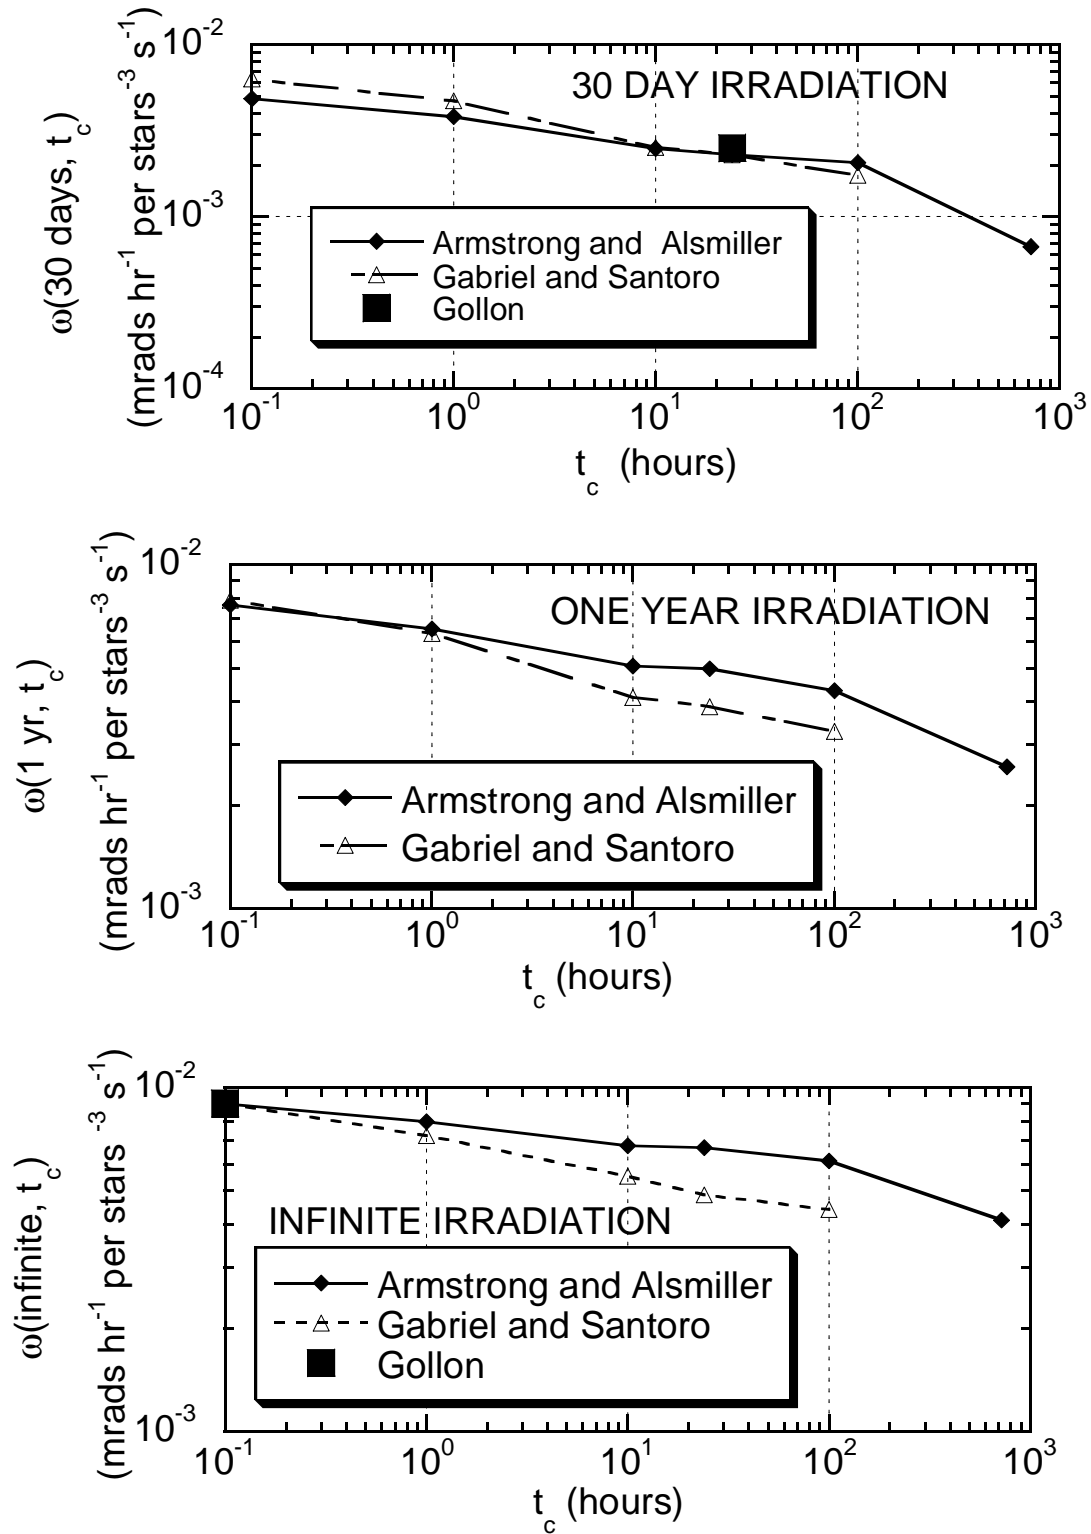 ω(30 days, t_c)
(mrads hr^-1 per stars^-3 s^-1)
10^-2
10^-3
10^-4
30 DAY IRRADIATION
Armstrong and Alsmiller
Gabriel and Santoro
Gollon
10^-1 10^0 10^1 10^2 10^3
t_c (hours)
ω(1 yr, t_c)
(mrads hr^-1 per stars^-3 s^-1)
10^-2
10^-3
ONE YEAR IRRADIATION
Armstrong and Alsmiller
Gabriel and Santoro
10^-1 10^0 10^1 10^2 10^3
t_c (hours)
ω(infinite, t_c)
(mrads hr^-1 per stars^-3 s^-1)
10^-2
10^-3
INFINITE IRRADIATION
Armstrong and Alsmiller
Gabriel and Santoro
Gollon
10^-1 10^0 10^1 10^2 10^3
t_c (hours)